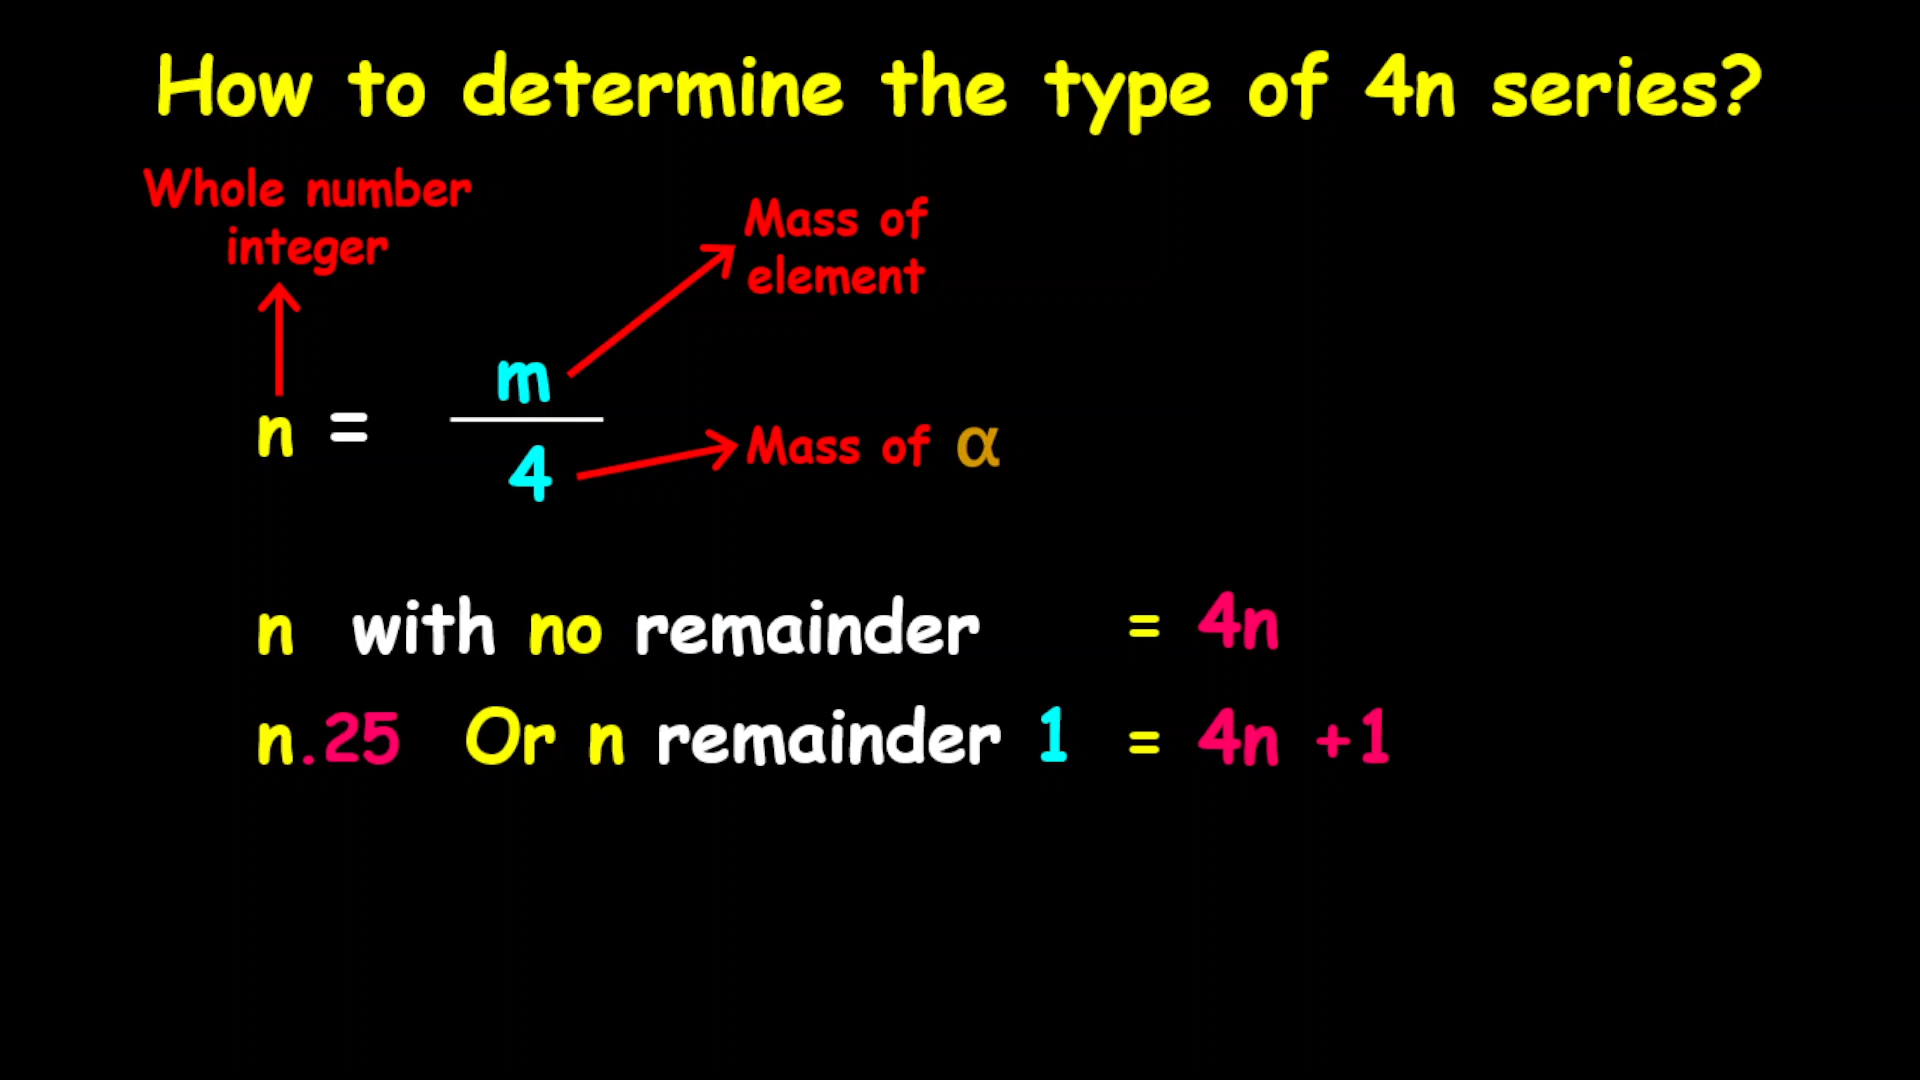 How to determine the type of 4n series?
Whole number
integer
Mass of
element
n = m
4
Mass of α
n with no remainder = 4n
n.25 Or n remainder 1 = 4n +1